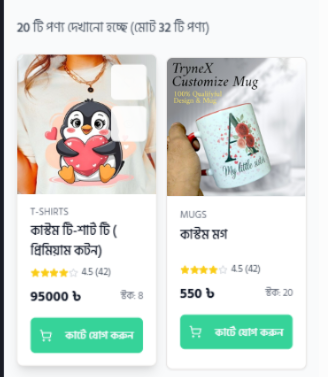 20 টি পণ্য দেখানো হচ্ছে (মোট 32 টি পণ্য)
T-SHIRTS
কাস্টম টি-শার্ট টি (
প্রিমিয়াম কটন)
4.5 (42)
95000 ৳
স্টক: 8
কার্টে যোগ করুন
TryneX
Customize Mug
100% Quality
Design & Mug
A
My little sister
MUGS
কাস্টম মগ
4.5 (42)
550 ৳
স্টক: 20
কার্টে যোগ করুন